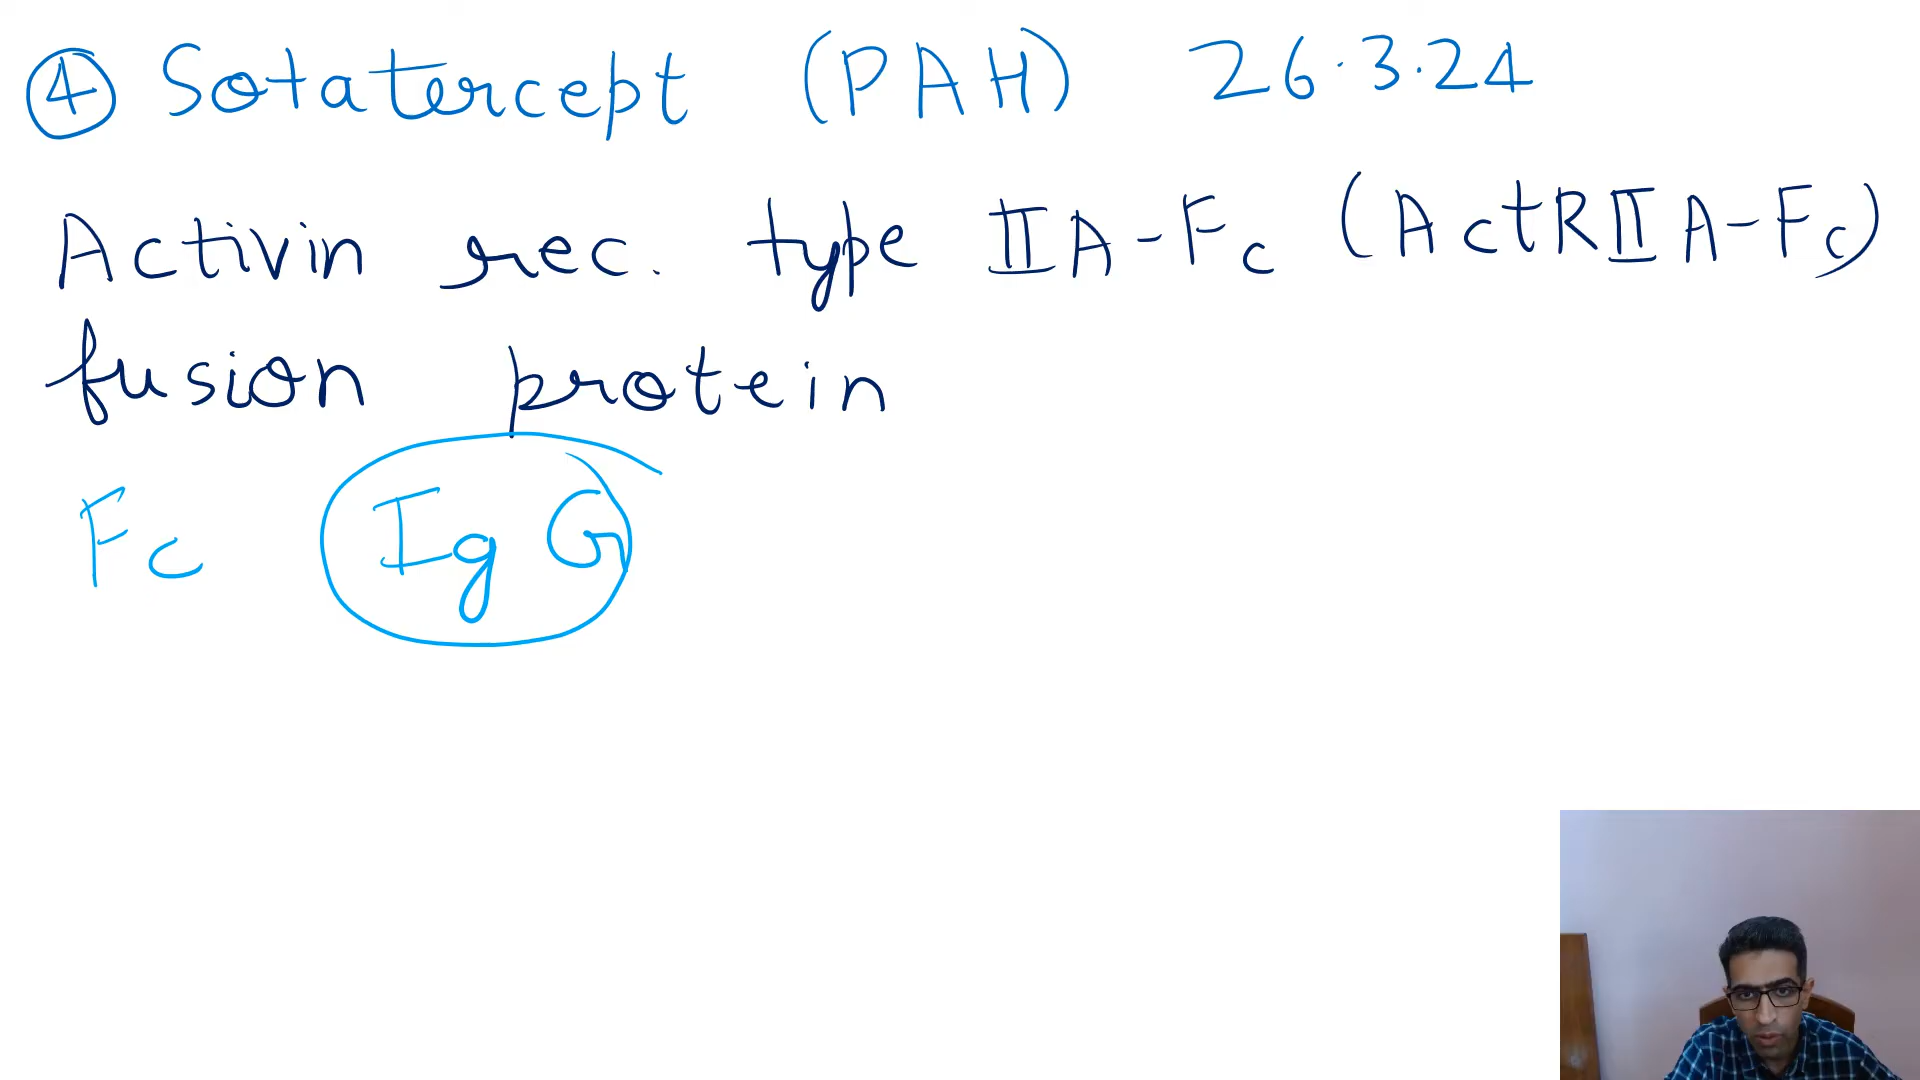 ④ Sotatercept (PAH) 26.3.24
Activin rec. type IIA-Fc (ActRIIA-Fc)
fusion protein
Fc IgG